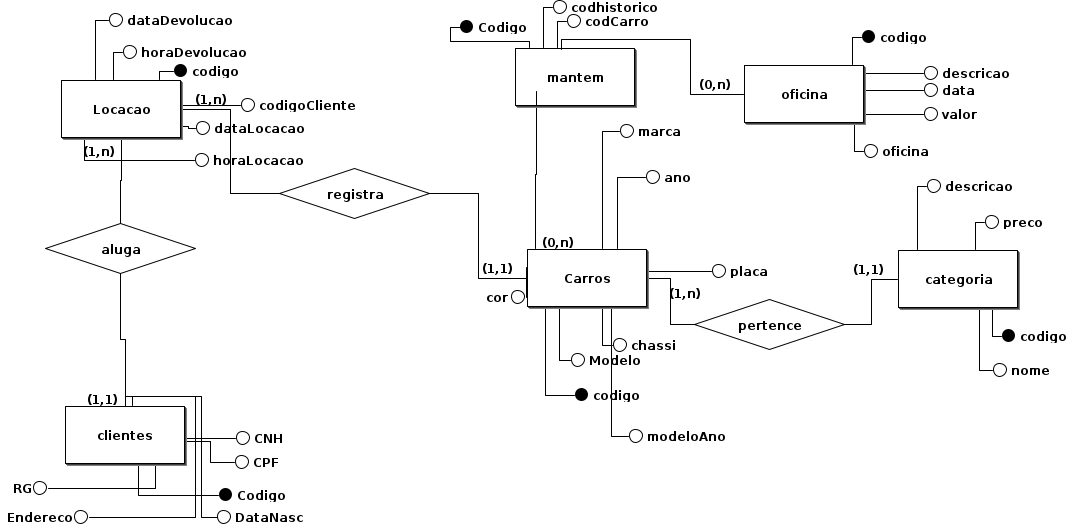 dataDevolucao
horaDevolucao
codigo
Locacao
(1,n)
codigoCliente
dataLocacao
(1,n)
horaLocacao
registra
aluga
(1,1)
clientes
CNH
CPF
RG
Codigo
Endereco
DataNasc
codhistorico
codCarro
Codigo
mantem
(0,n)
oficina
codigo
descricao
data
valor
oficina
marca
ano
(0,n)
(1,1)
Carros
placa
cor
(1,n)
chassi
Modelo
codigo
modeloAno
pertence
(1,1)
descricao
preco
categoria
codigo
nome